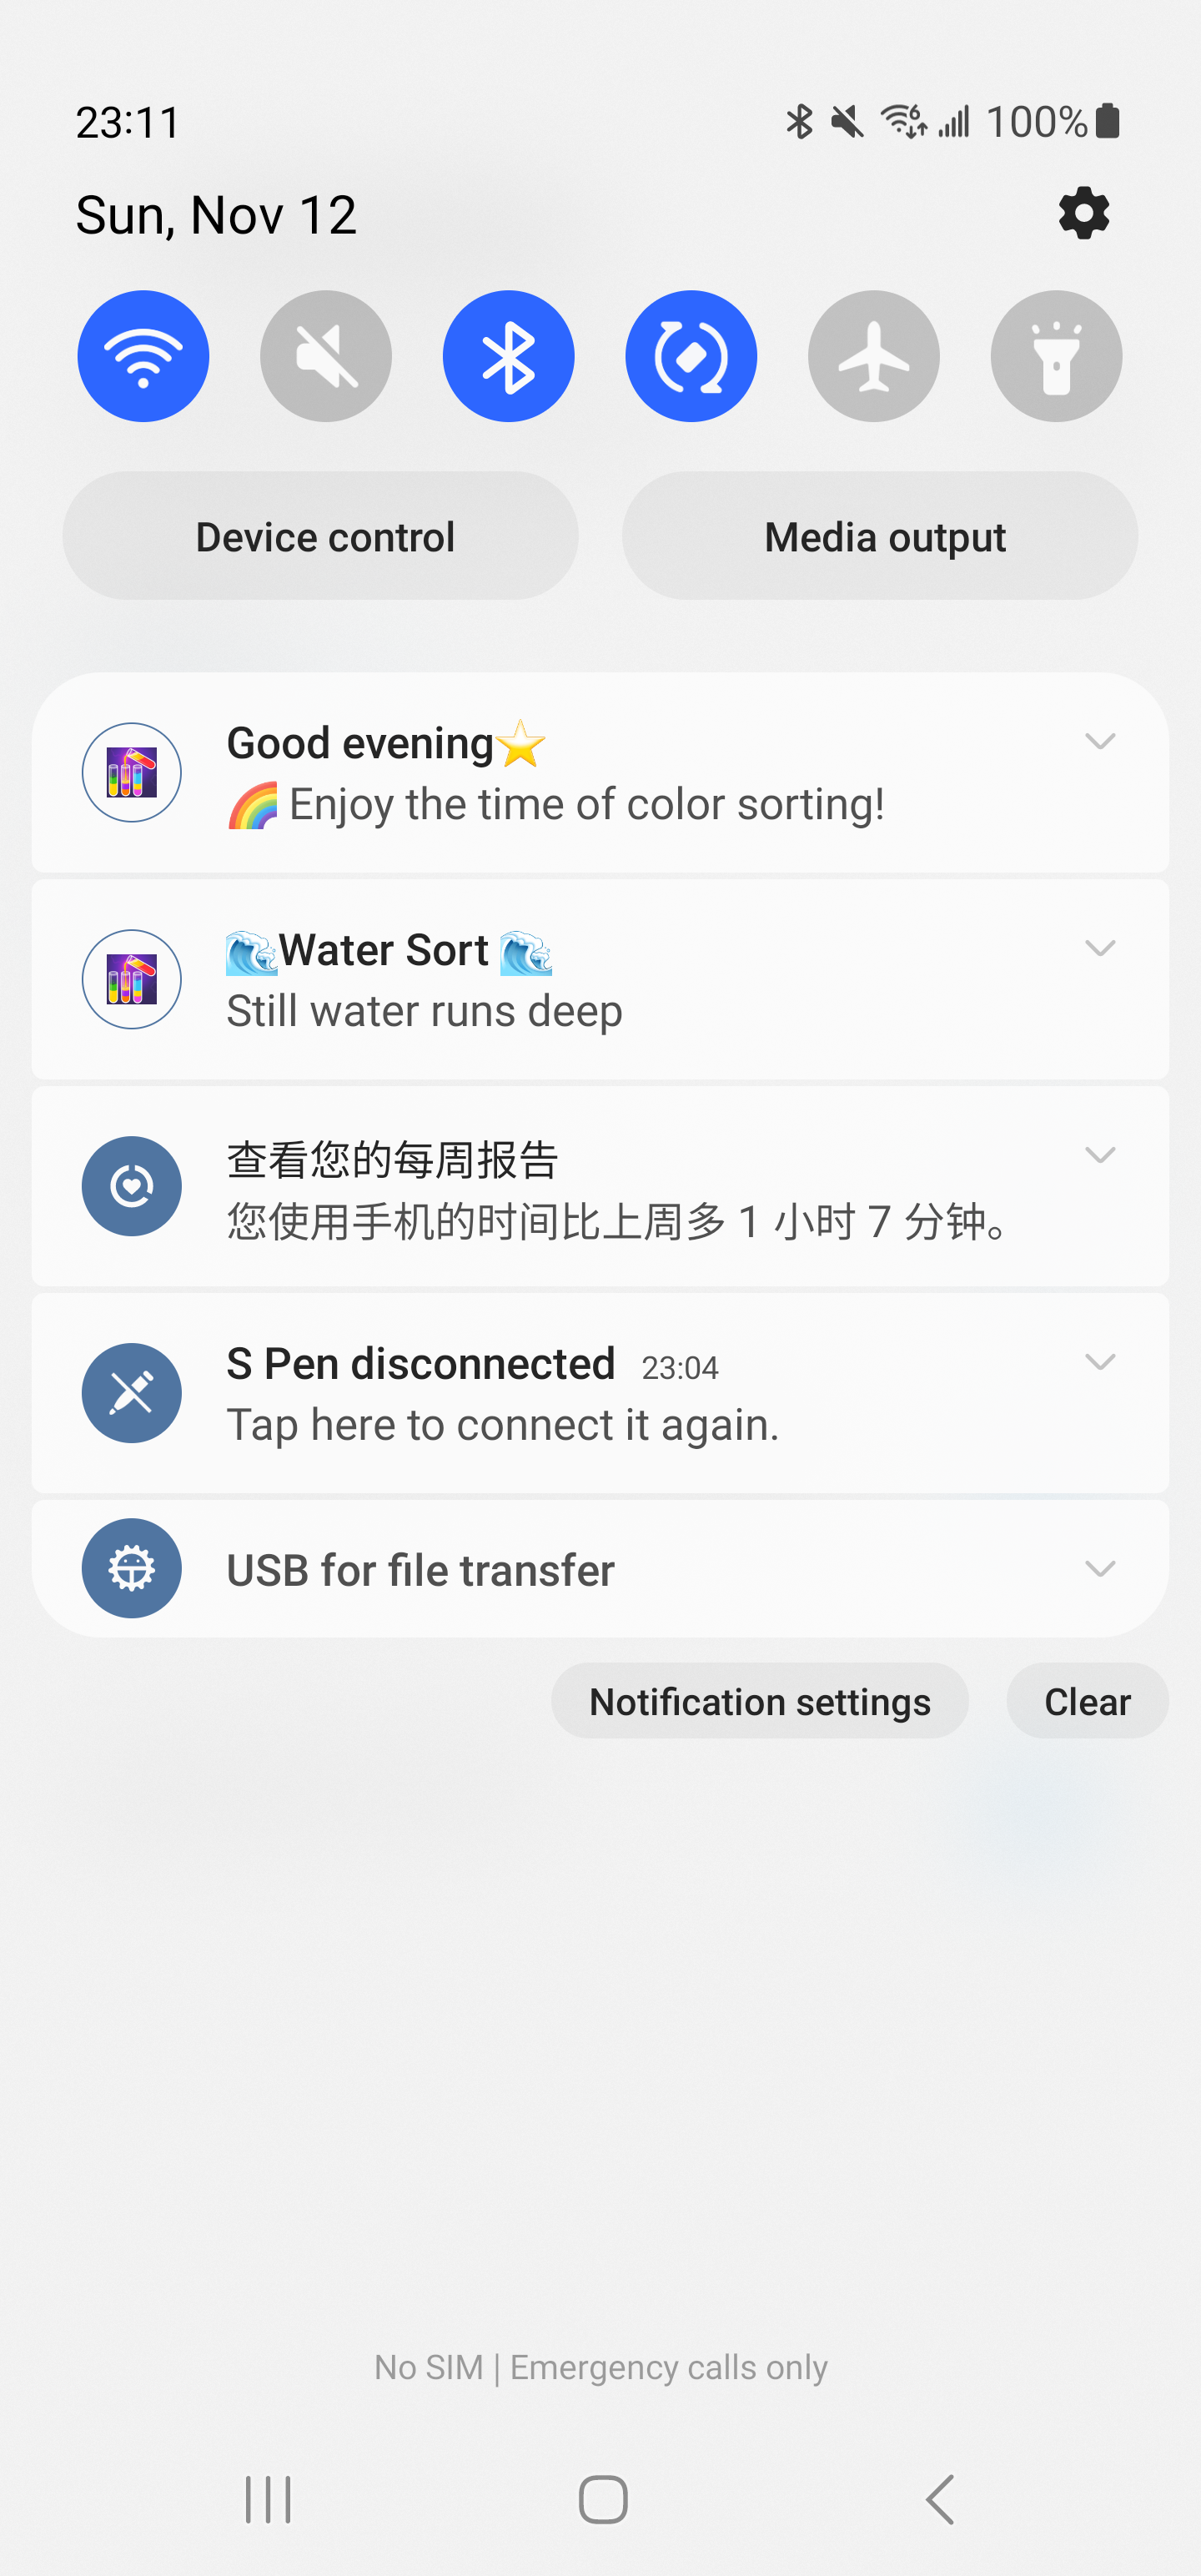 23:11
100%
Sun, Nov 12
Device control
Media output
Good evening⭐
🌈 Enjoy the time of color sorting!
🌊Water Sort 🌊
Still water runs deep
查看您的每周报告
您使用手机的时间比上周多 1 小时 7 分钟。
S Pen disconnected 23:04
Tap here to connect it again.
USB for file transfer
Notification settings
Clear
No SIM | Emergency calls only